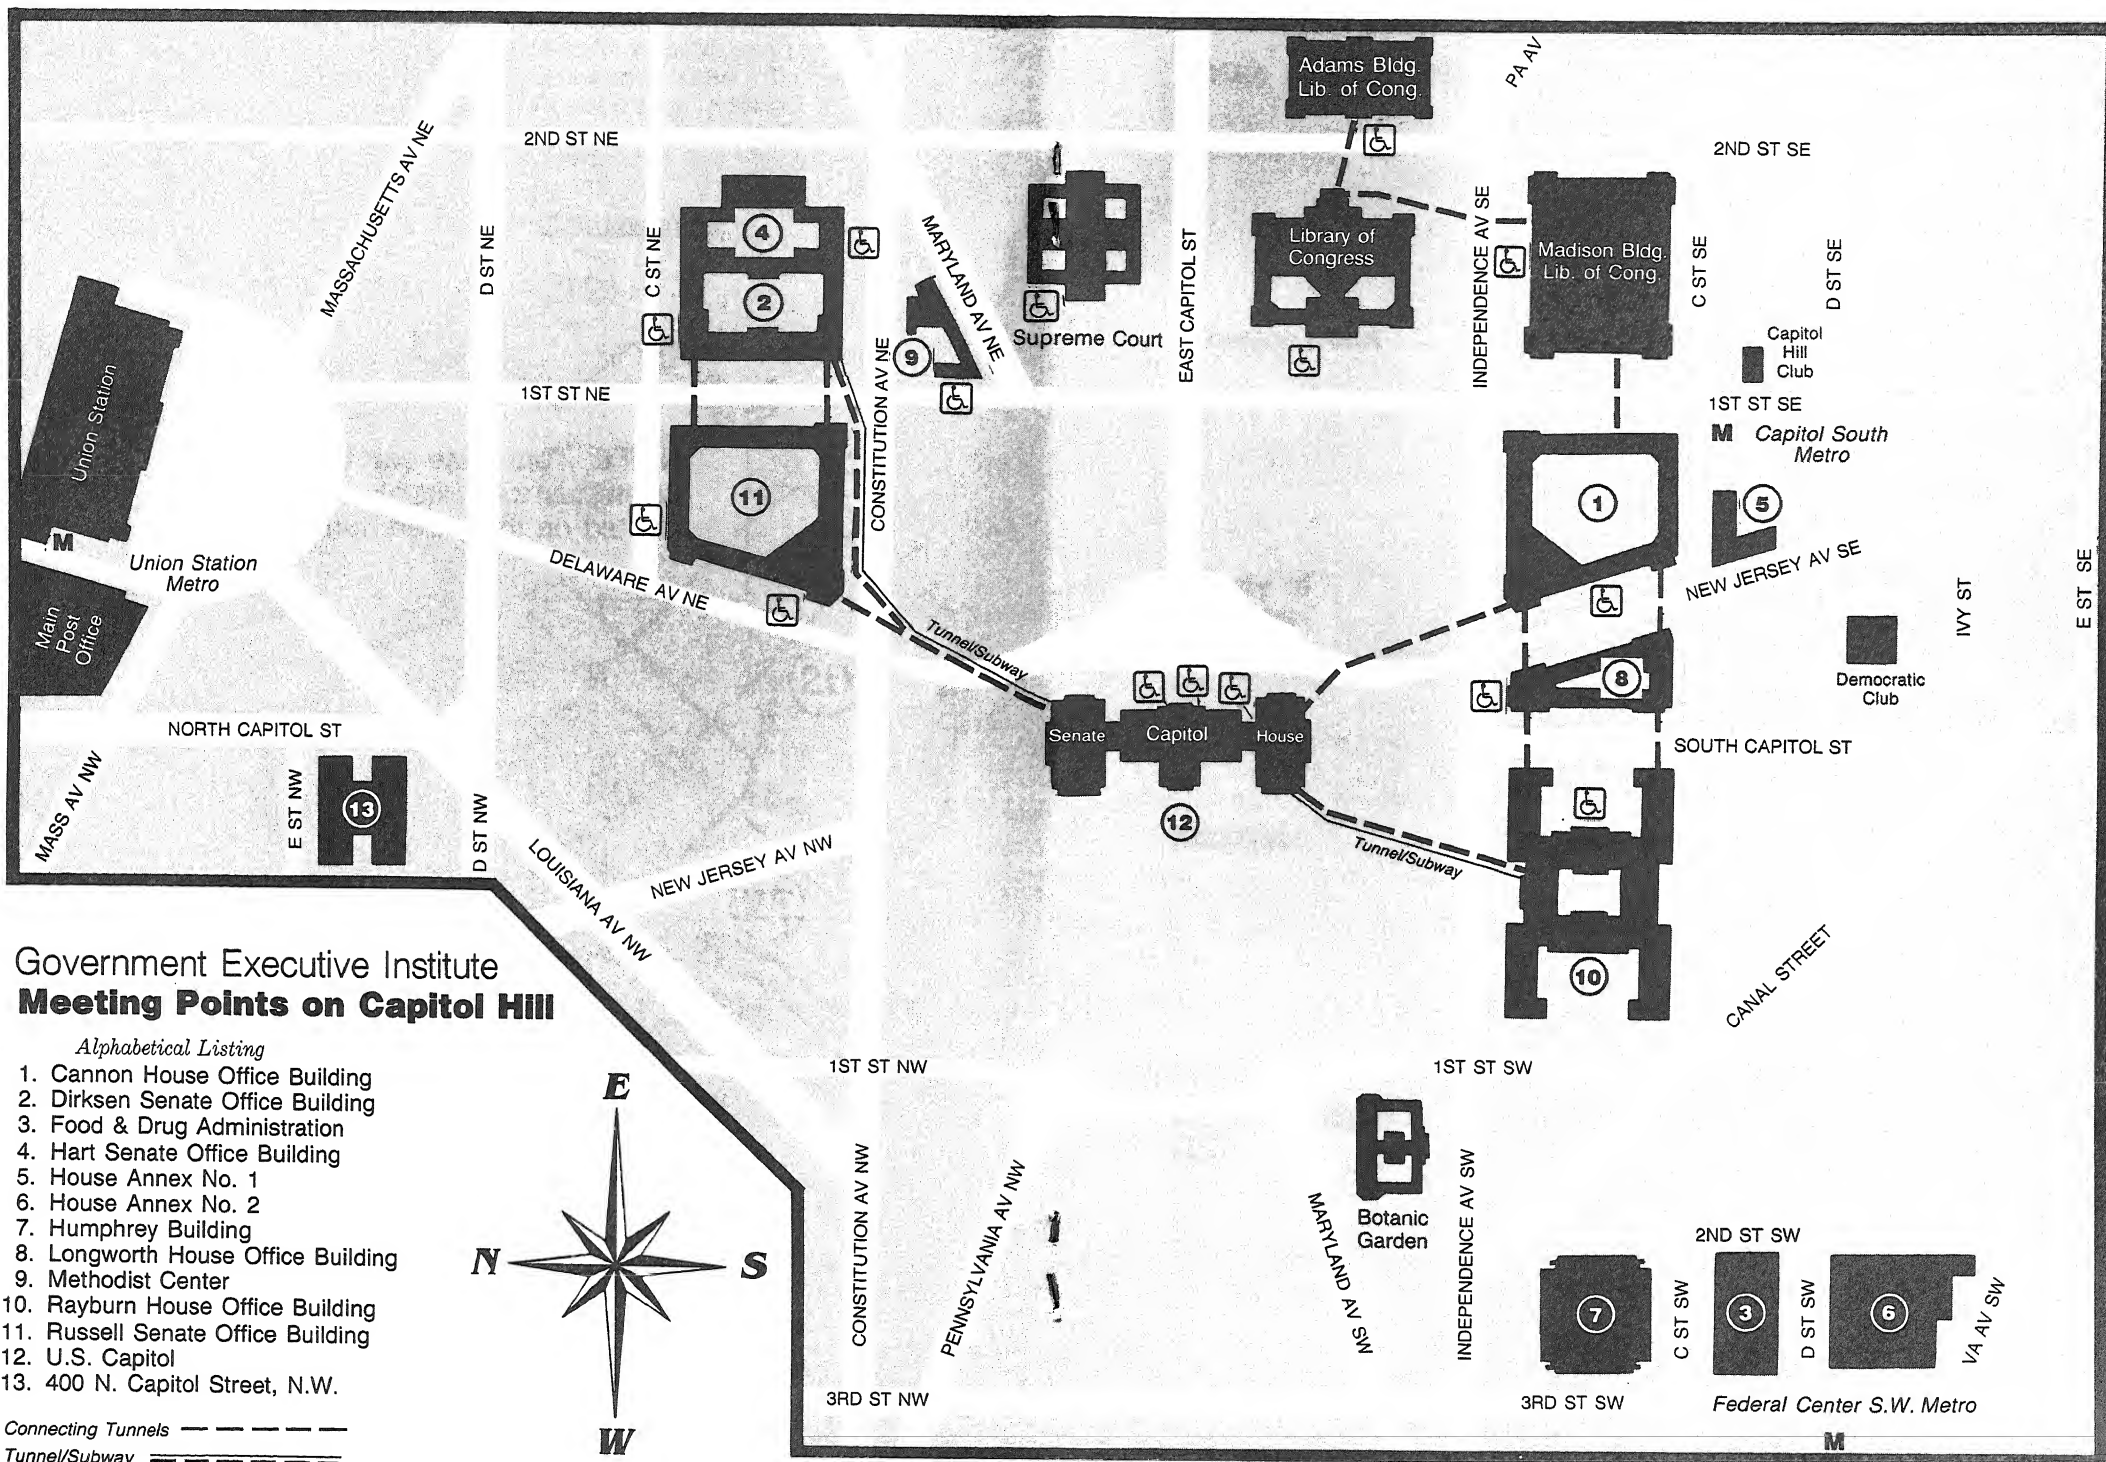 Adams Bldg.
Lib. of Cong.
PA AV
2ND ST NE
2ND ST SE
MASSACHUSETTS AV NE
D ST NE
C ST NE
4
2
MARYLAND AV NE
9
CONSTITUTION AV NE
Supreme Court
EAST CAPITOL ST
Library of
Congress
INDEPENDENCE AV SE
Madison Bldg.
Lib. of Cong.
C ST SE
D ST SE
Capitol
Hill
Club
1ST ST NE
1ST ST SE
M Capitol South
Metro
Union Station
11
1
5
M
Union Station
Metro
DELAWARE AV NE
NEW JERSEY AV SE
IVY ST
E ST SE
Main
Post
Office
Tunnel/Subway
8
Democratic
Club
NORTH CAPITOL ST
Senate
Capitol
House
SOUTH CAPITOL ST
MASS AV NW
E ST NW
13
D ST NW
LOUISIANA AV NW
NEW JERSEY AV NW
12
Tunnel/Subway
10
CANAL STREET
Government Executive Institute
Meeting Points on Capitol Hill
Alphabetical Listing
1. Cannon House Office Building
2. Dirksen Senate Office Building
3. Food & Drug Administration
4. Hart Senate Office Building
5. House Annex No. 1
6. House Annex No. 2
7. Humphrey Building
8. Longworth House Office Building
9. Methodist Center
10. Rayburn House Office Building
11. Russell Senate Office Building
12. U.S. Capitol
13. 400 N. Capitol Street, N.W.
Connecting Tunnels
Tunnel/Subway
E
N
S
W
1ST ST NW
1ST ST SW
CONSTITUTION AV NW
PENNSYLVANIA AV NW
MARYLAND AV SW
Botanic
Garden
INDEPENDENCE AV SW
2ND ST SW
7
C ST SW
3
D ST SW
6
VA AV SW
3RD ST NW
3RD ST SW
Federal Center S.W. Metro
M